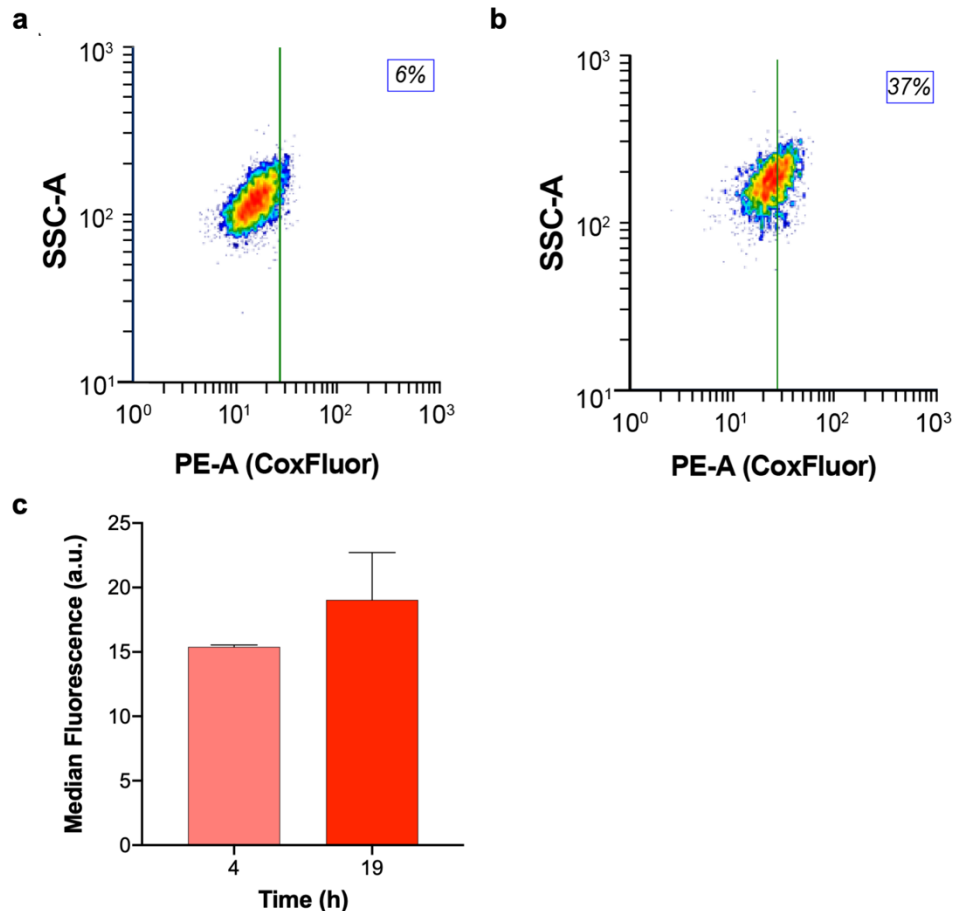 a
b
10³
6%
10²
10¹
SSC-A
10⁰
10¹
10²
10³
PE-A (CoxFluor)
10³
37%
10²
10¹
SSC-A
10⁰
10¹
10²
10³
PE-A (CoxFluor)
c
25
20
15
10
5
0
Median Fluorescence (a.u.)
4
19
Time (h)